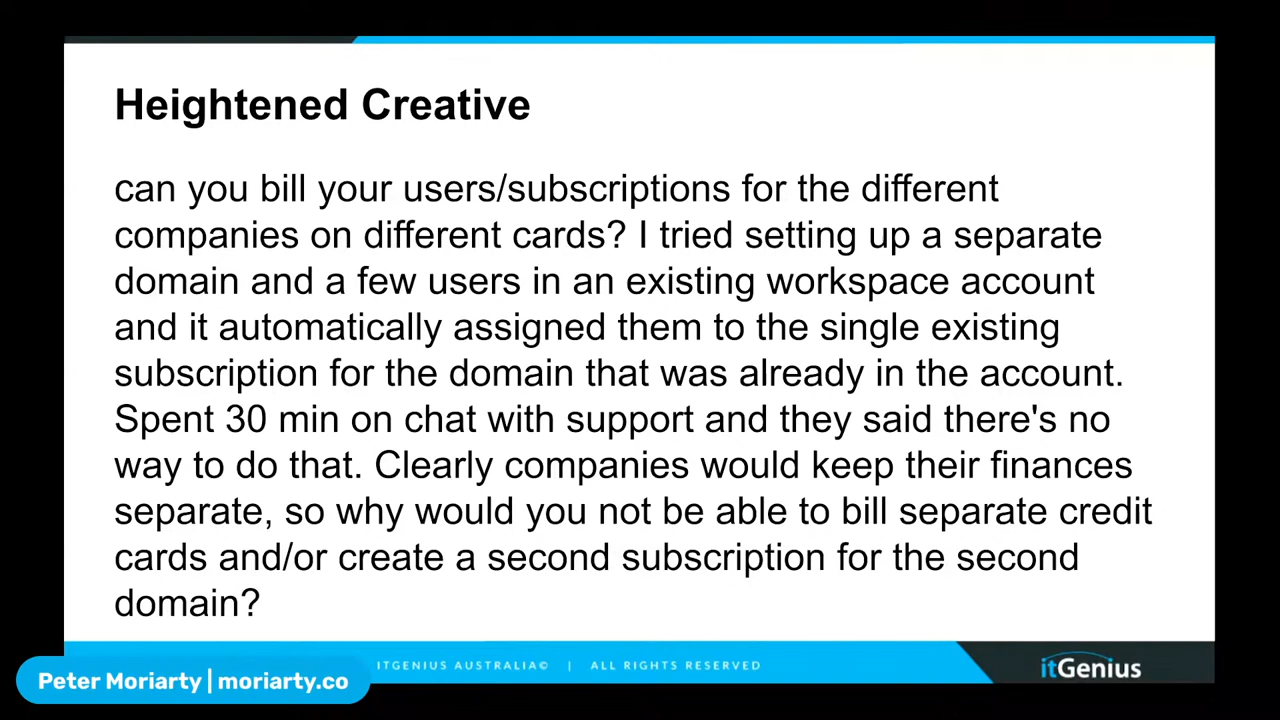 Heightened Creative
can you bill your users/subscriptions for the different
companies on different cards? I tried setting up a separate
domain and a few users in an existing workspace account
and it automatically assigned them to the single existing
subscription for the domain that was already in the account.
Spent 30 min on chat with support and they said there's no
way to do that. Clearly companies would keep their finances
separate, so why would you not be able to bill separate credit
cards and/or create a second subscription for the second
domain?
ITGENIUS AUSTRALIA© | ALL RIGHTS RESERVED
itGenius
Peter Moriarty | moriarty.co